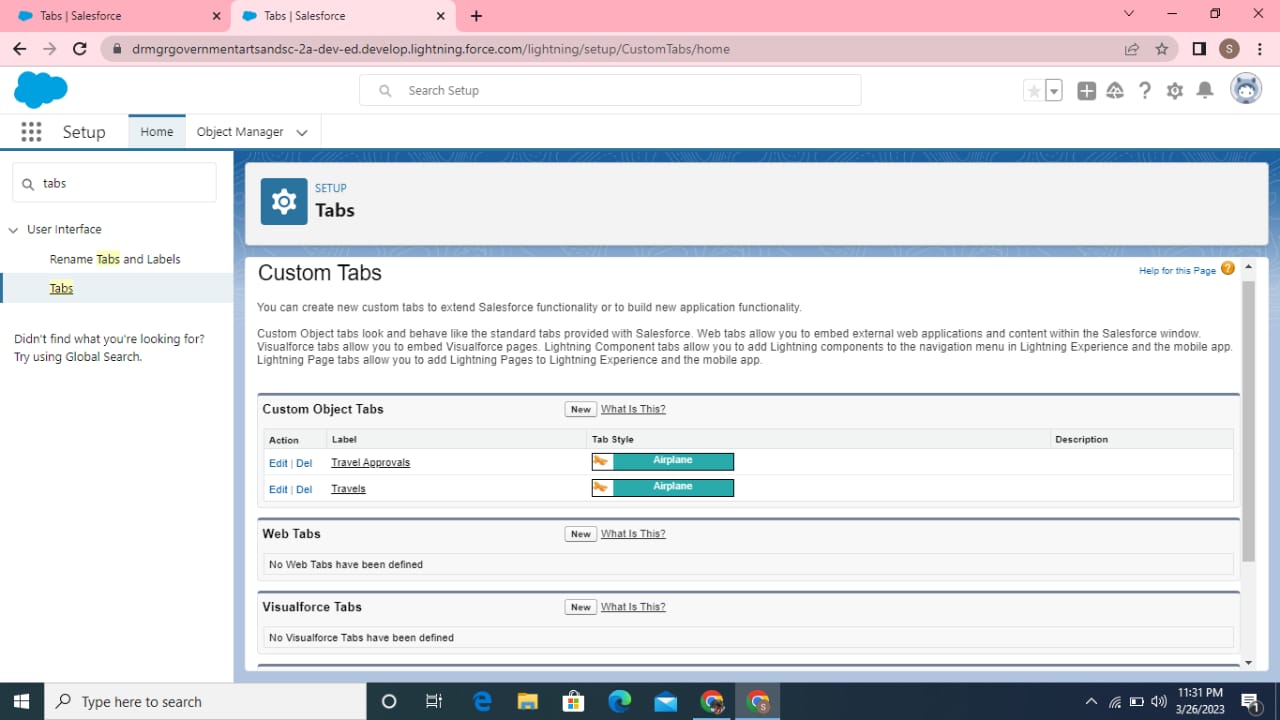 Tabs | Salesforce
Tabs | Salesforce
drmgrgovernmentartsandsc-2a-dev-ed.develop.lightning.force.com/lightning/setup/CustomTabs/home
S
Search Setup
Setup
Home
Object Manager
tabs
User Interface
Rename Tabs and Labels
Tabs
Didn't find what you're looking for?
Try using Global Search.
SETUP
Tabs
Custom Tabs
Help for this Page ?
You can create new custom tabs to extend Salesforce functionality or to build new application functionality.
Custom Object tabs look and behave like the standard tabs provided with Salesforce. Web tabs allow you to embed external web applications and content within the Salesforce window.
Visualforce tabs allow you to embed Visualforce pages. Lightning Component tabs allow you to add Lightning components to the navigation menu in Lightning Experience and the mobile app.
Lightning Page tabs allow you to add Lightning Pages to Lightning Experience and the mobile app.
Custom Object Tabs New What Is This?
Action Label Tab Style Description
Edit | Del Travel Approvals Airplane
Edit | Del Travels Airplane
Web Tabs New What Is This?
No Web Tabs have been defined
Visualforce Tabs New What Is This?
No Visualforce Tabs have been defined
Type here to search
S
11:31 PM
3/26/2023
1